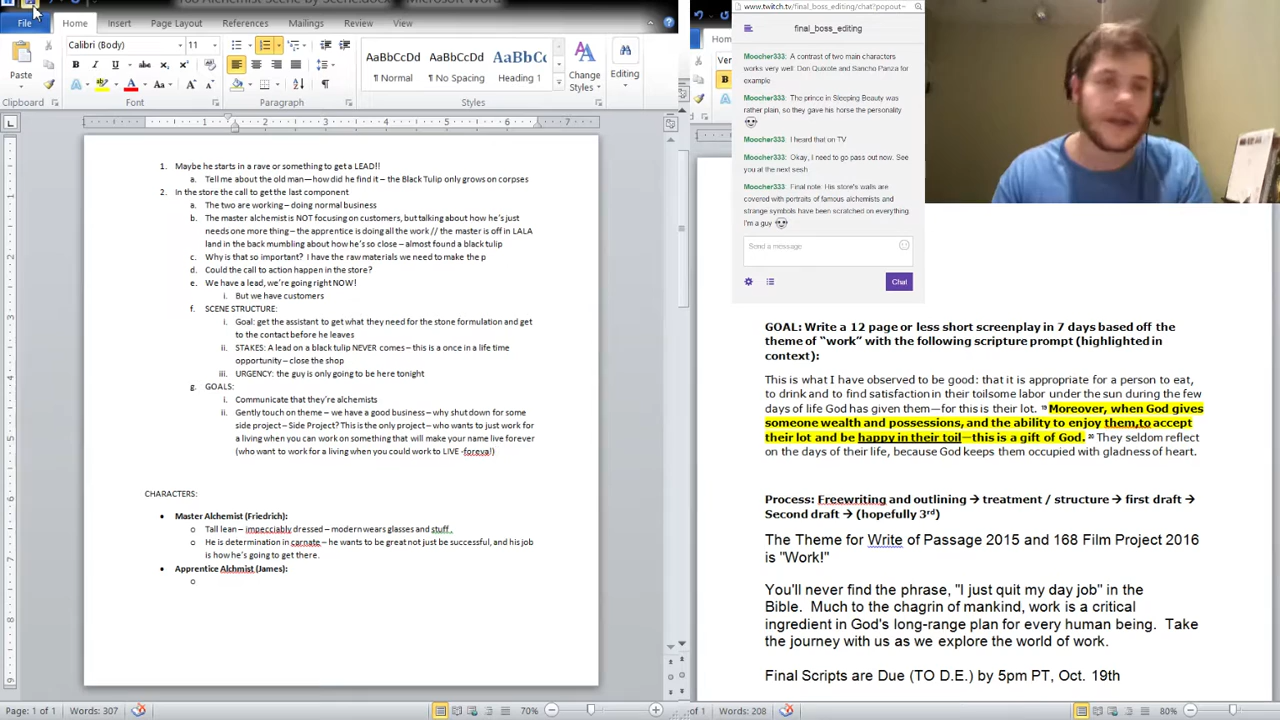 168 Alchemist Scene by Scene.docx - Microsoft Word
File
Home
Insert
Page Layout
References
Mailings
Review
View
Calibri (Body)
11
Paste
Clipboard
Font
Paragraph
AaBbCcDd
AaBbCcDd
AaBbCc
¶ Normal
¶ No Spacing
Heading 1
Change
Styles
Editing
Styles
1. Maybe he starts in a rave or something to get a LEAD!!
a. Tell me about the old man – how did he find it – the Black Tulip only grows on corpses
2. In the store the call to get the last component
a. The two are working – doing normal business
b. The master alchemist is NOT focusing on customers, but talking about how he's just
needs one more thing – the apprentice is doing all the work // the master is off in LALA
land in the back mumbling about how he's so close – almost found a black tulip
c. Why is that so important?  I have the raw materials we need to make the p
d. Could the call to action happen in the store?
e. We have a lead, we're going right NOW!
i. But we have customers
f. SCENE STRUCTURE:
i. Goal: get the assistant to get what they need for the stone formulation and get
to the contact before he leaves
ii. STAKES: A lead on a black tulip NEVER comes – this is a once in a life time
opportunity – close the shop
iii. URGENCY: the guy is only going to be here tonight
g. GOALS:
i. Communicate that they're alchemists
ii. Gently touch on theme – we have a good business – why shut down for some
side project – Side Project? This is the only project – who wants to just work for
a living when you can work on something that will make your name live forever
(who want to work for a living when you could work to LIVE -foreva!)
CHARACTERS:
• Master Alchemist (Friedrich):
o Tall lean – impecciably dressed – modern wears glasses and stuff ,
o He is determination in carnate – he wants to be great not just be successful, and his job
is how he's going to get there.
• Apprentice Alchmist (James):
o
Page: 1 of 1
Words: 307
70%
www.twitch.tv/final_boss_editing/chat?popout=
final_boss_editing
Moocher333: A contrast of two main characters
works very well. Don Quixote and Sancho Panza for
example
Moocher333: The prince in Sleeping Beauty was
rather plain, so they gave his horse the personality
Moocher333: I heard that on TV
Moocher333: Okay, I need to go pass out now. See
you at the next sesh
Moocher333: Final note: His store's walls are
covered with portraits of famous alchemists and
strange symbols have been scratched on everything.
I'm a guy
Send a message
Chat
GOAL: Write a 12 page or less short screenplay in 7 days based off the
theme of “work” with the following scripture prompt (highlighted in
context):
This is what I have observed to be good: that it is appropriate for a person to eat,
to drink and to find satisfaction in their toilsome labor under the sun during the few
days of life God has given them—for this is their lot. 19 Moreover, when God gives
someone wealth and possessions, and the ability to enjoy them,to accept
their lot and be happy in their toil—this is a gift of God. 20 They seldom reflect
on the days of their life, because God keeps them occupied with gladness of heart.
Process: Freewriting and outlining → treatment / structure → first draft →
Second draft → (hopefully 3rd)
The Theme for Write of Passage 2015 and 168 Film Project 2016
is "Work!"
You'll never find the phrase, "I just quit my day job" in the
Bible.  Much to the chagrin of mankind, work is a critical
ingredient in God's long-range plan for every human being.  Take
the journey with us as we explore the world of work.
Final Scripts are Due (TO D.E.) by 5pm PT, Oct. 19th
of 1
Words: 208
80%